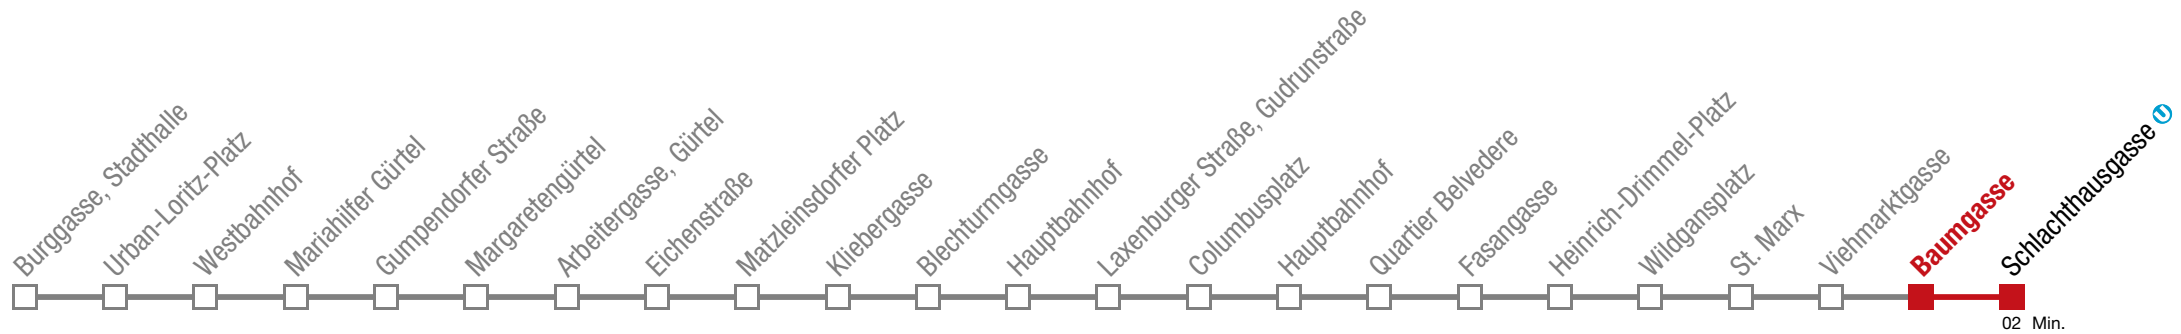 Burggasse, Stadthalle
Urban-Loritz-Platz
Westbahnhof
Mariahilfer Gürtel
Gumpendorfer Straße
Margaretengürtel
Arbeitergasse, Gürtel
Eichenstraße
Matzleinsdorfer Platz
Kliebergasse
Blechturmgasse
Hauptbahnhof
Laxenburger Straße, Gudrunstraße
Columbusplatz
Hauptbahnhof
Quartier Belvedere
Fasangasse
Heinrich-Drimmel-Platz
Wildgansplatz
St. Marx
Viehmarktgasse
Baumgasse
Schlachthausgasse U
02 Min.